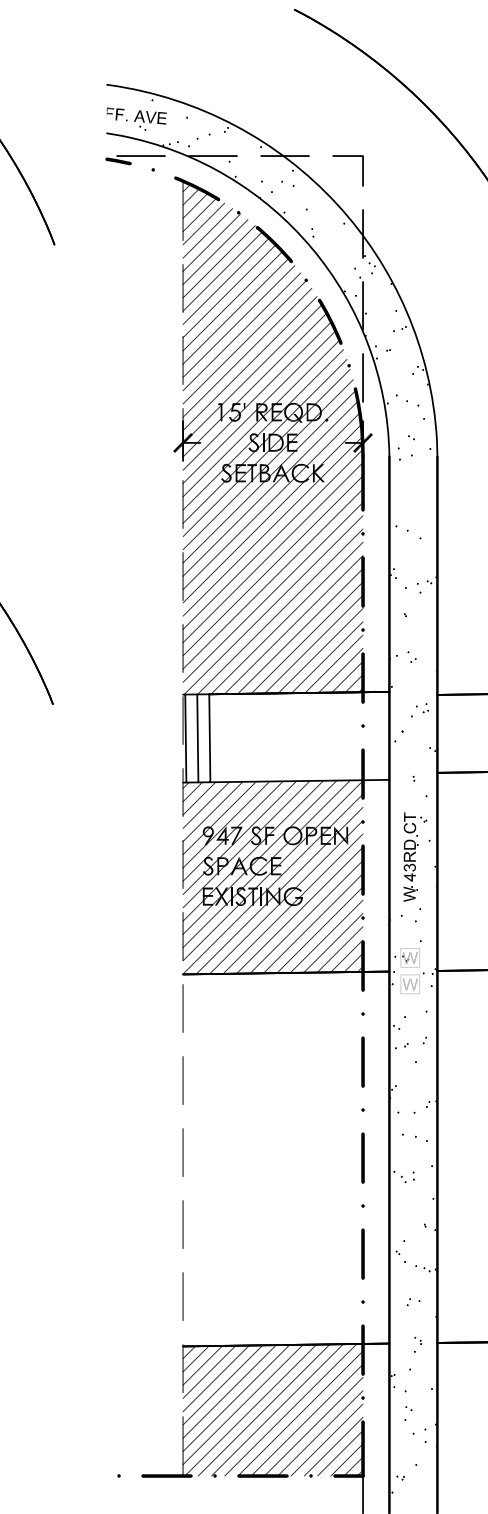 FF. AVE
15' REQD.
SIDE
SETBACK
947 SF OPEN
SPACE
EXISTING
W 43RD CT
W
W